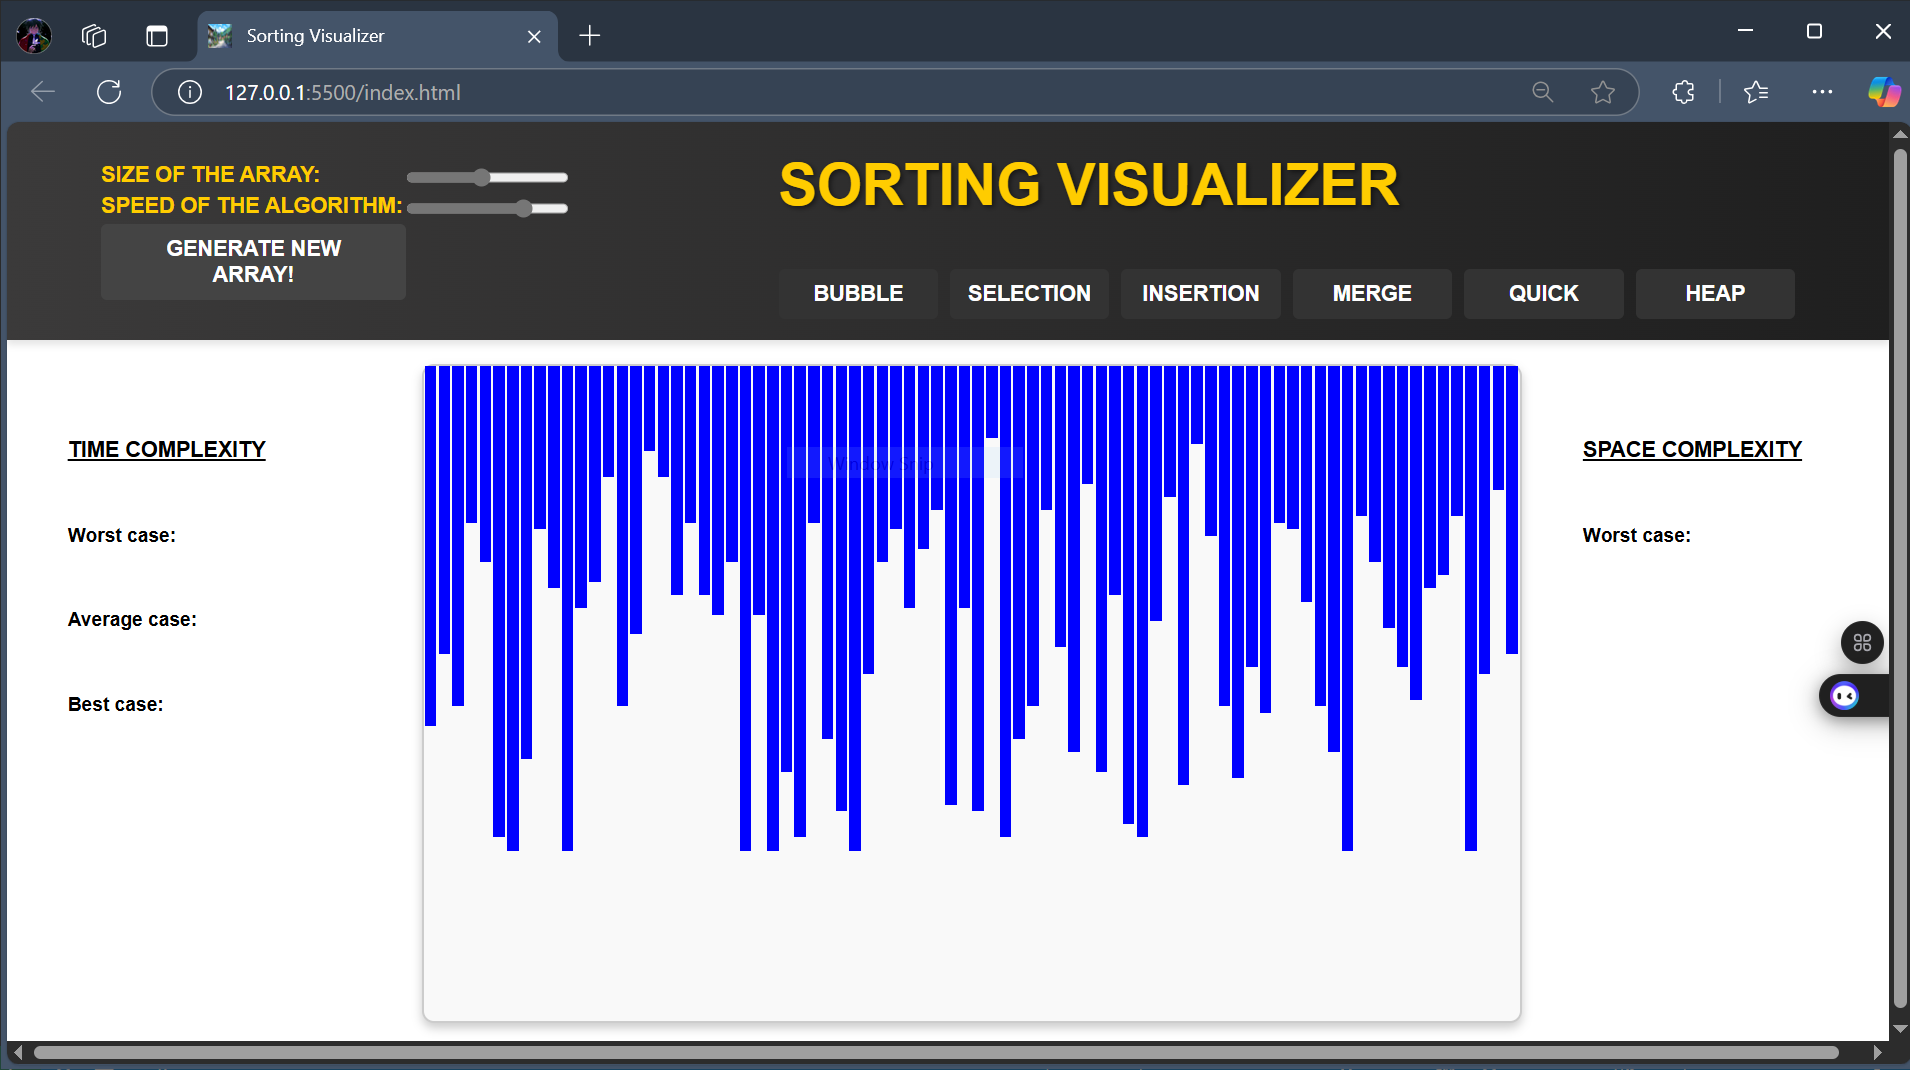 Sorting Visualizer
127.0.0.1:5500/index.html
SIZE OF THE ARRAY:
SPEED OF THE ALGORITHM:
GENERATE NEW
ARRAY!
SORTING VISUALIZER
BUBBLE SELECTION INSERTION MERGE QUICK HEAP
Window Snip
TIME COMPLEXITY
Worst case:
Average case:
Best case:
SPACE COMPLEXITY
Worst case: